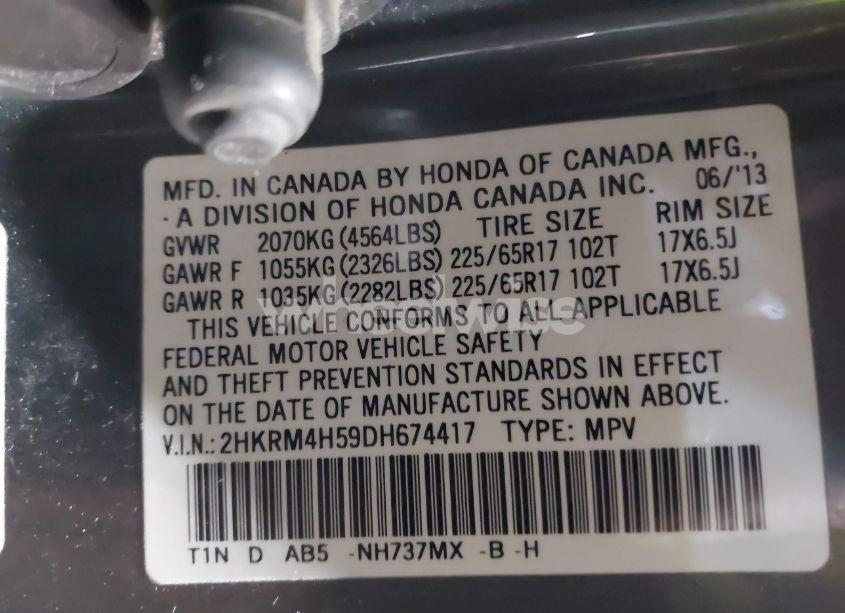 MFD. IN CANADA BY HONDA OF CANADA MFG.,
· A DIVISION OF HONDA CANADA INC. 06/'13
GVWR 2070KG (4564LBS) TIRE SIZE RIM SIZE
GAWR F 1055KG (2326LBS) 225/65R17 102T 17X6.5J
GAWR R 1035KG (2282LBS) 225/65R17 102T 17X6.5J
THIS VEHICLE CONFORMS TO ALL APPLICABLE
FEDERAL MOTOR VEHICLE SAFETY
AND THEFT PREVENTION STANDARDS IN EFFECT
ON THE DATE OF MANUFACTURE SHOWN ABOVE.
V.I.N.: 2HKRM4H59DH674417 TYPE: MPV
T1N D AB5 -NH737MX -B -H
wheelwise